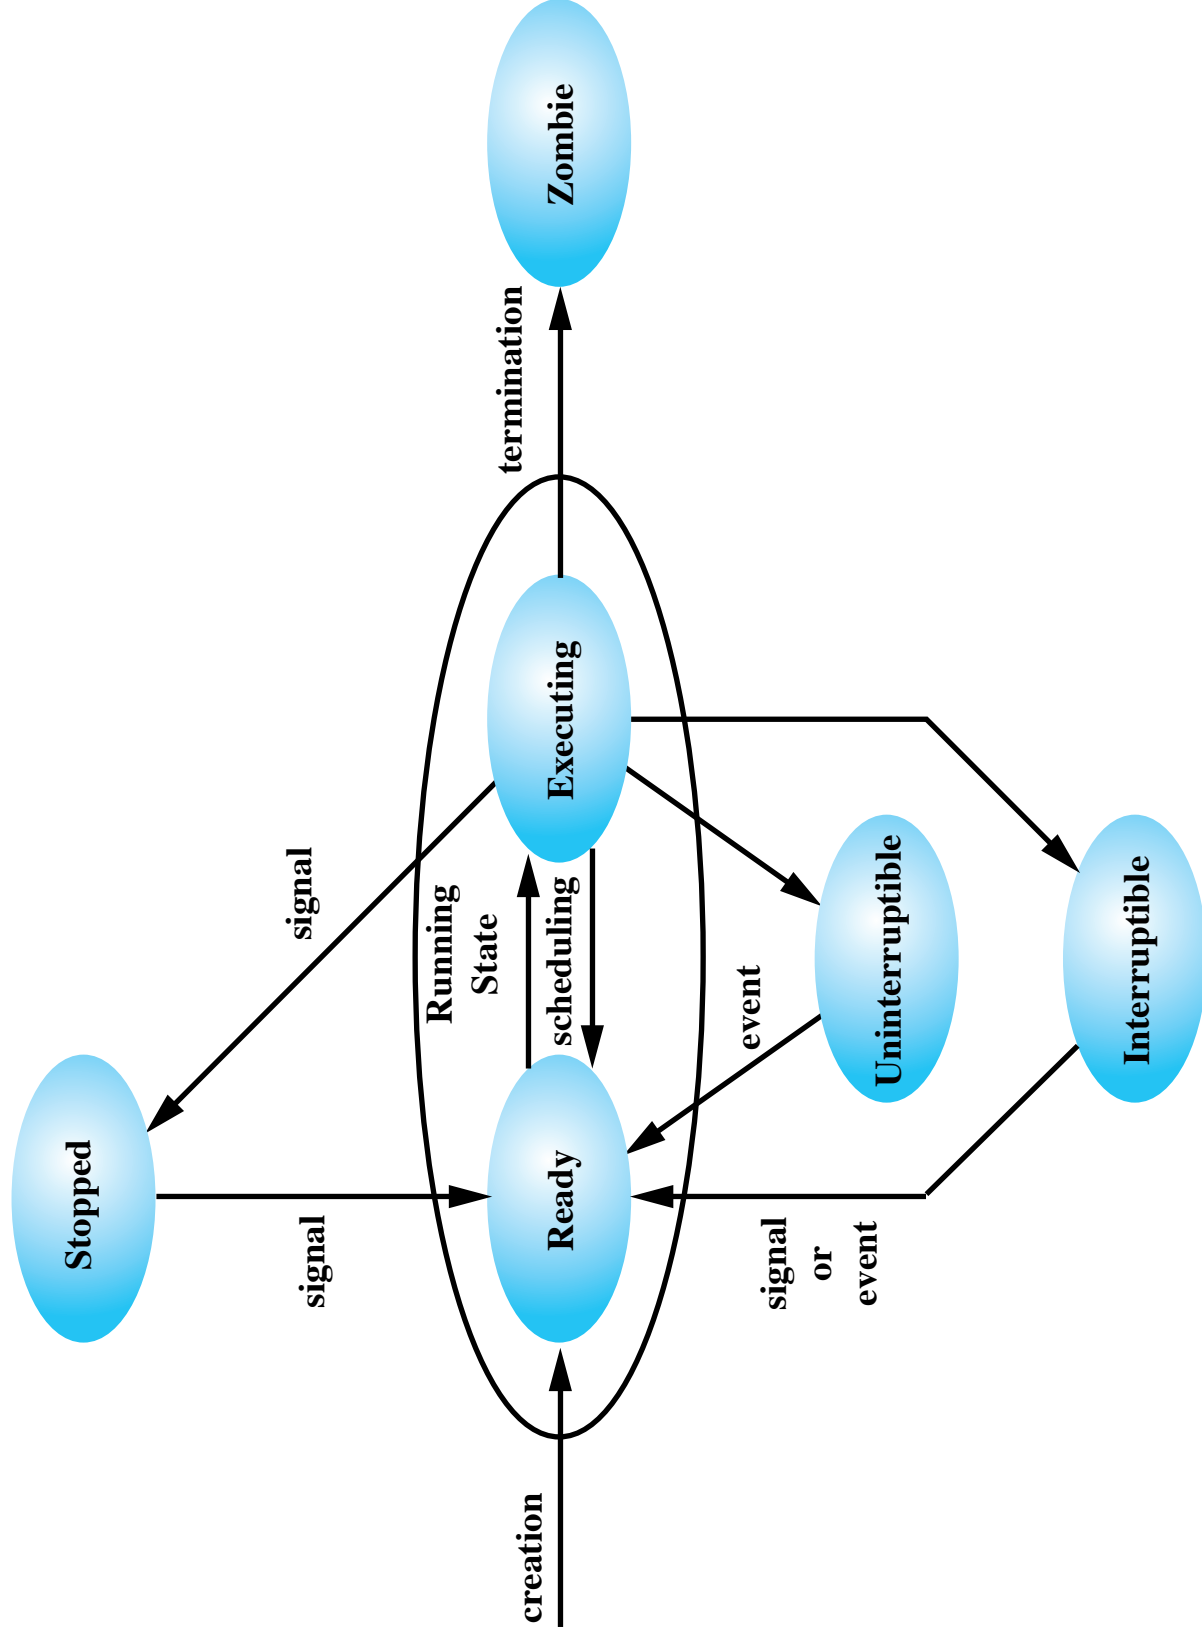 Stopped
signal
signal
Running
State
creation
Ready
scheduling
Executing
termination
Zombie
event
signal
or
event
Uninterruptible
Interruptible